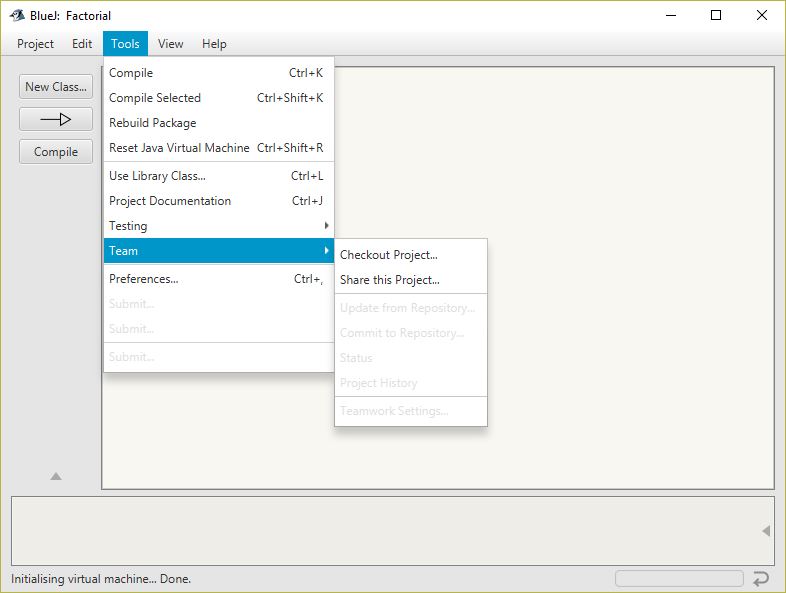 BlueJ: Factorial
Project Edit Tools View Help
New Class...
Compile
Compile Ctrl+K
Compile Selected Ctrl+Shift+K
Rebuild Package
Reset Java Virtual Machine Ctrl+Shift+R
Use Library Class... Ctrl+L
Project Documentation Ctrl+J
Testing
Team
Preferences... Ctrl+,
Submit...
Submit...
Submit...
Checkout Project...
Share this Project...
Update from Repository...
Commit to Repository...
Status
Project History
Teamwork Settings...
Initialising virtual machine... Done.